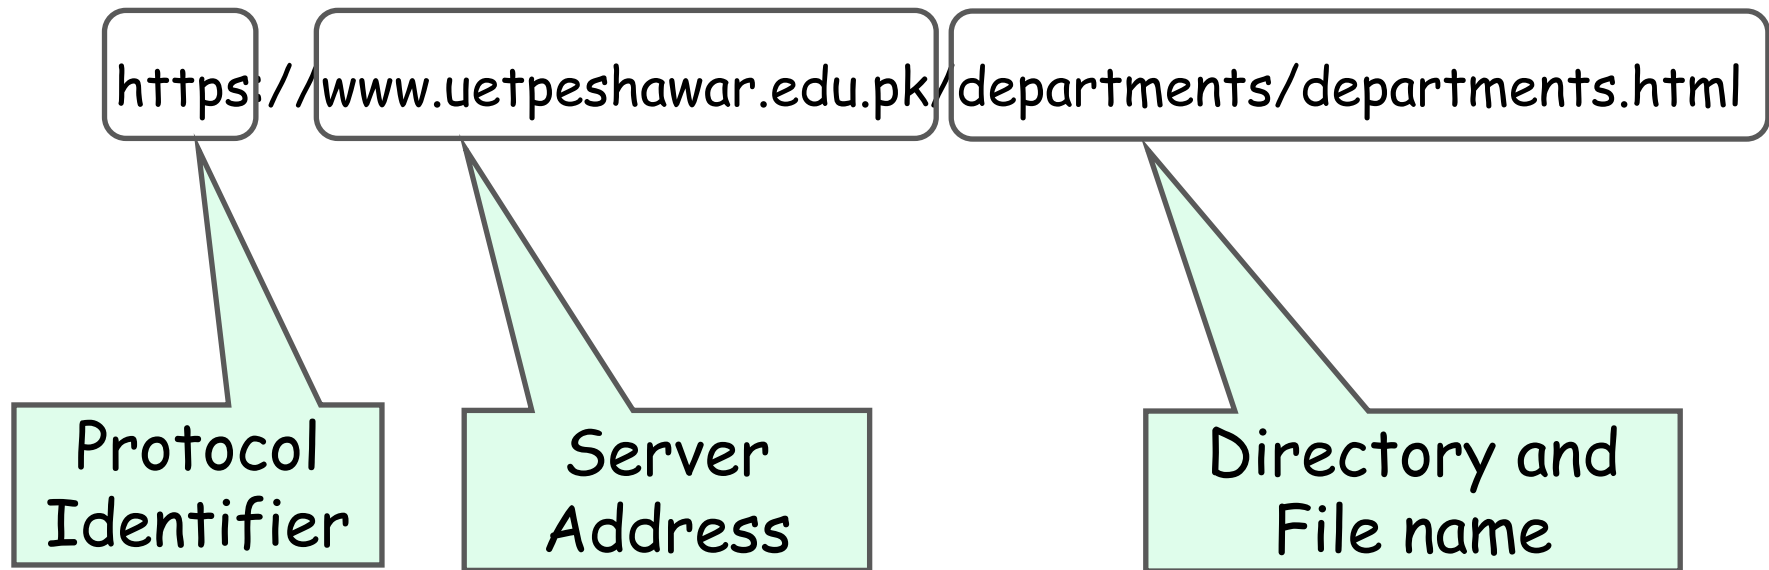 https://www.uetpeshawar.edu.pk/departments/departments.html
Protocol
Identifier
Server
Address
Directory and
File name